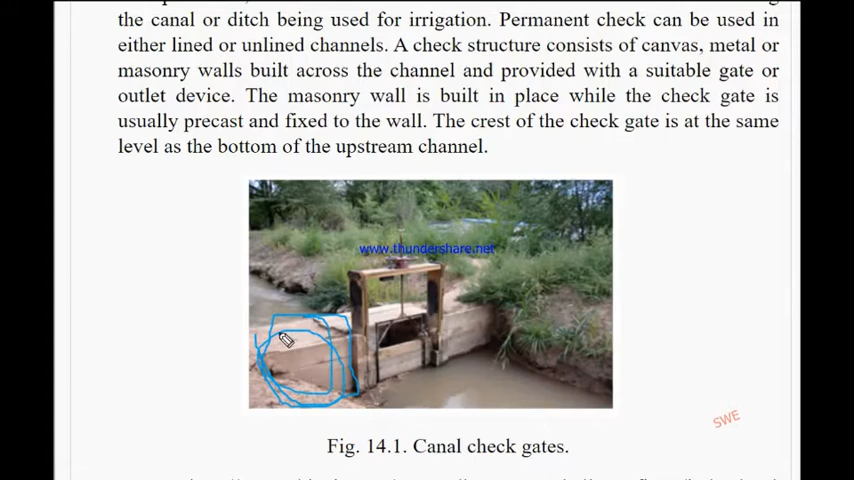 the canal or ditch being used for irrigation. Permanent check can be used in
either lined or unlined channels. A check structure consists of canvas, metal or
masonry walls built across the channel and provided with a suitable gate or
outlet device. The masonry wall is built in place while the check gate is
usually precast and fixed to the wall. The crest of the check gate is at the same
level as the bottom of the upstream channel.
www.thundershare.net
SWE
Fig. 14.1. Canal check gates.